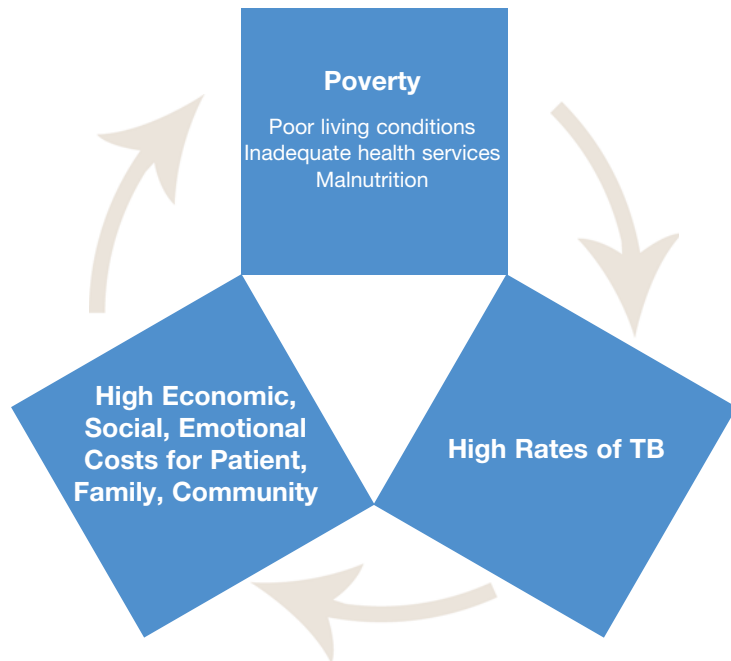 Poverty
Poor living conditions
Inadequate health services
Malnutrition
High Rates of TB
High Economic,
Social, Emotional
Costs for Patient,
Family, Community